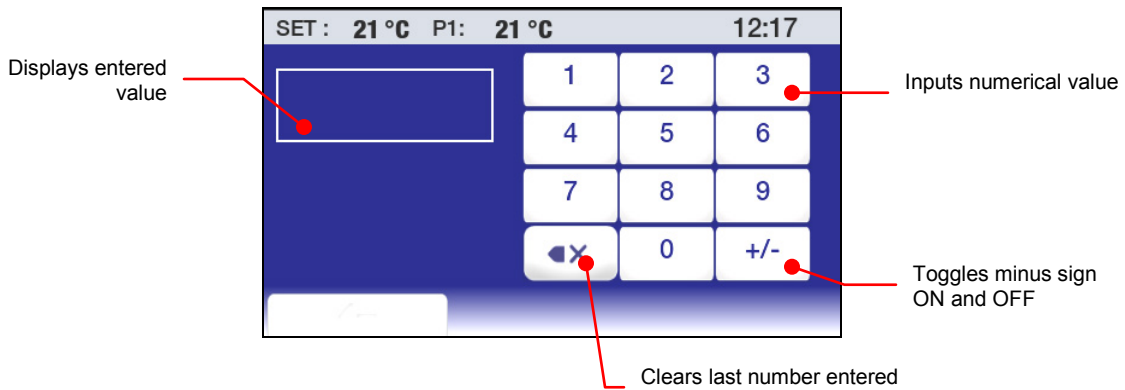 SET : 21 °C P1: 21 °C 12:17
Displays entered
value
1 2 3
Inputs numerical value
4 5 6
7 8 9
0 +/-
Toggles minus sign
ON and OFF
Clears last number entered